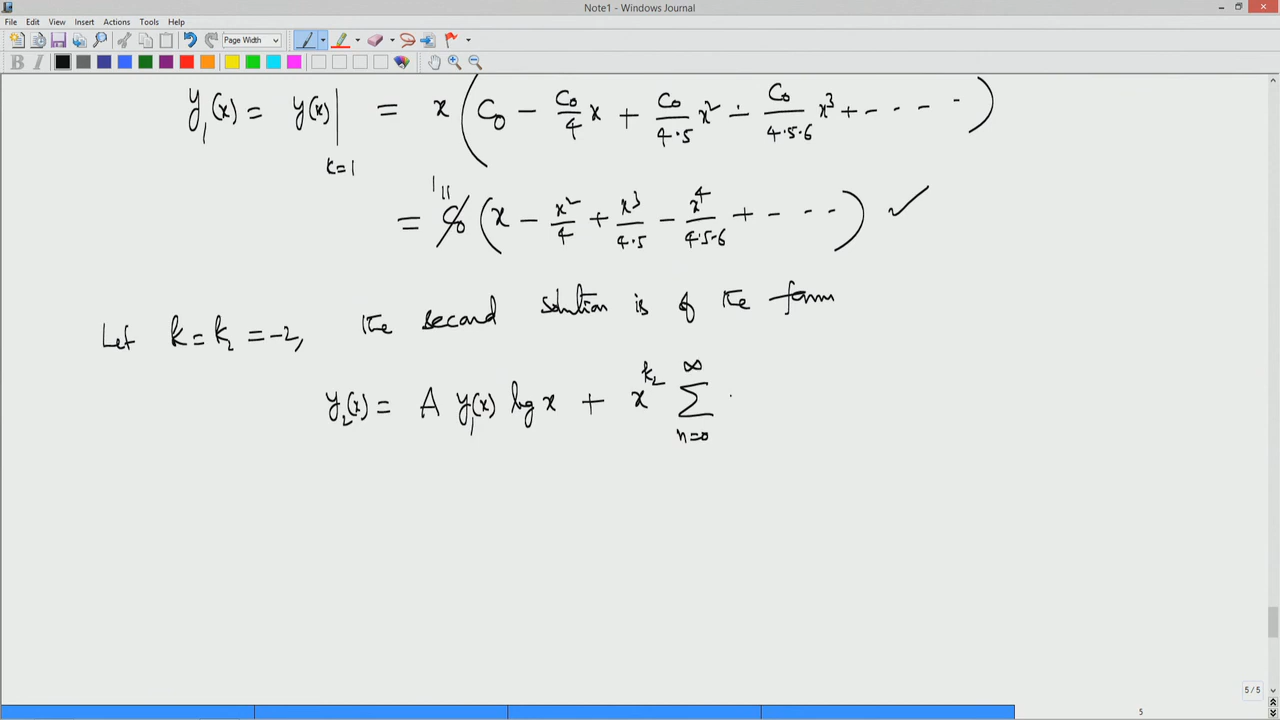 Note1 - Windows Journal
File Edit View Insert Actions Tools Help
Page Width
B I
y₁(x) = y(x)|ₖ₌₁ = x(C₀ - C₀/4 x + C₀/4·5 x² - C₀/4·5·6 x³ + - - - -)
= C₀ (x - x²/4 + x³/4·5 - x⁴/4·5·6 + - - - -) ✓
1
Let k = k₂ = -2, the second solution is of the form
y₂(x) = A y₁(x) log x + x^k₂ ∑ₙ₌₀^∞
5 / 5
5